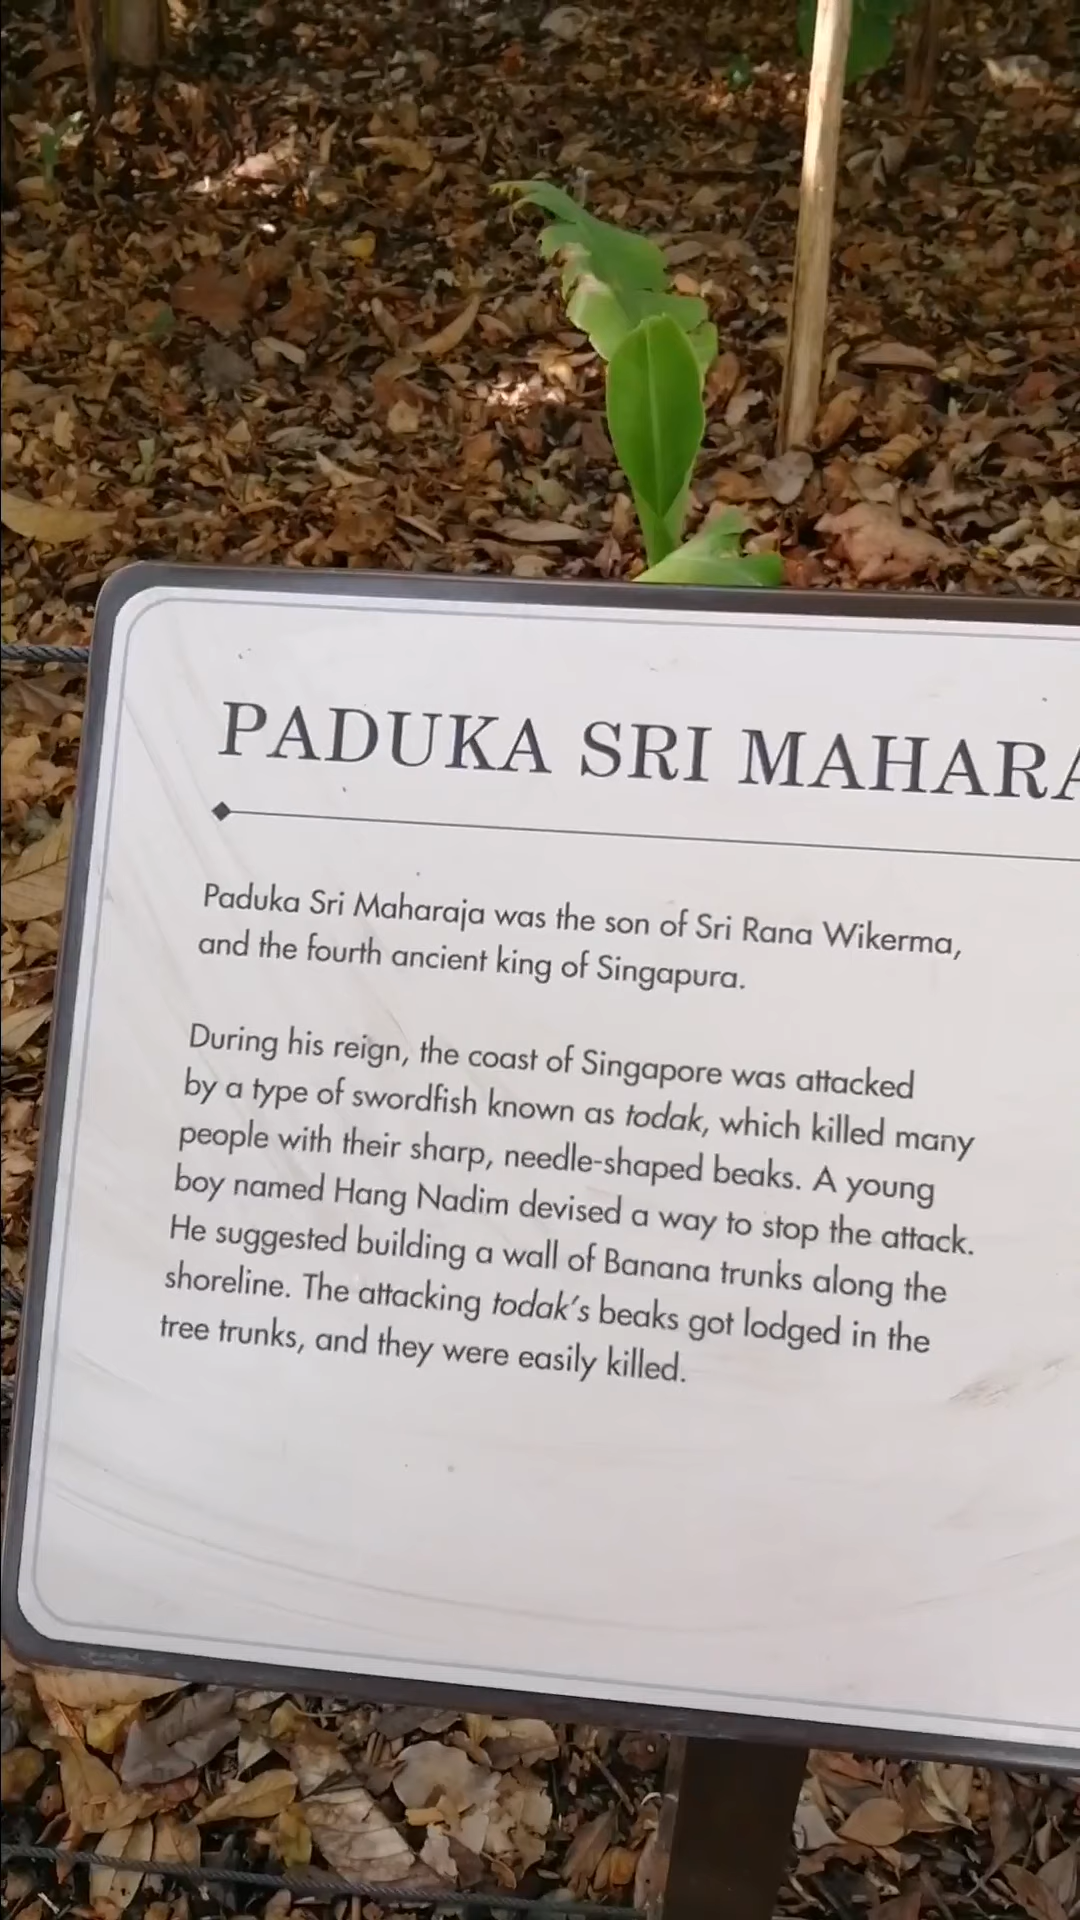 PADUKA SRI MAHARA
Paduka Sri Maharaja was the son of Sri Rana Wikerma,
and the fourth ancient king of Singapura.
During his reign, the coast of Singapore was attacked
by a type of swordfish known as todak, which killed many
people with their sharp, needle-shaped beaks. A young
boy named Hang Nadim devised a way to stop the attack.
He suggested building a wall of Banana trunks along the
shoreline. The attacking todak's beaks got lodged in the
tree trunks, and they were easily killed.